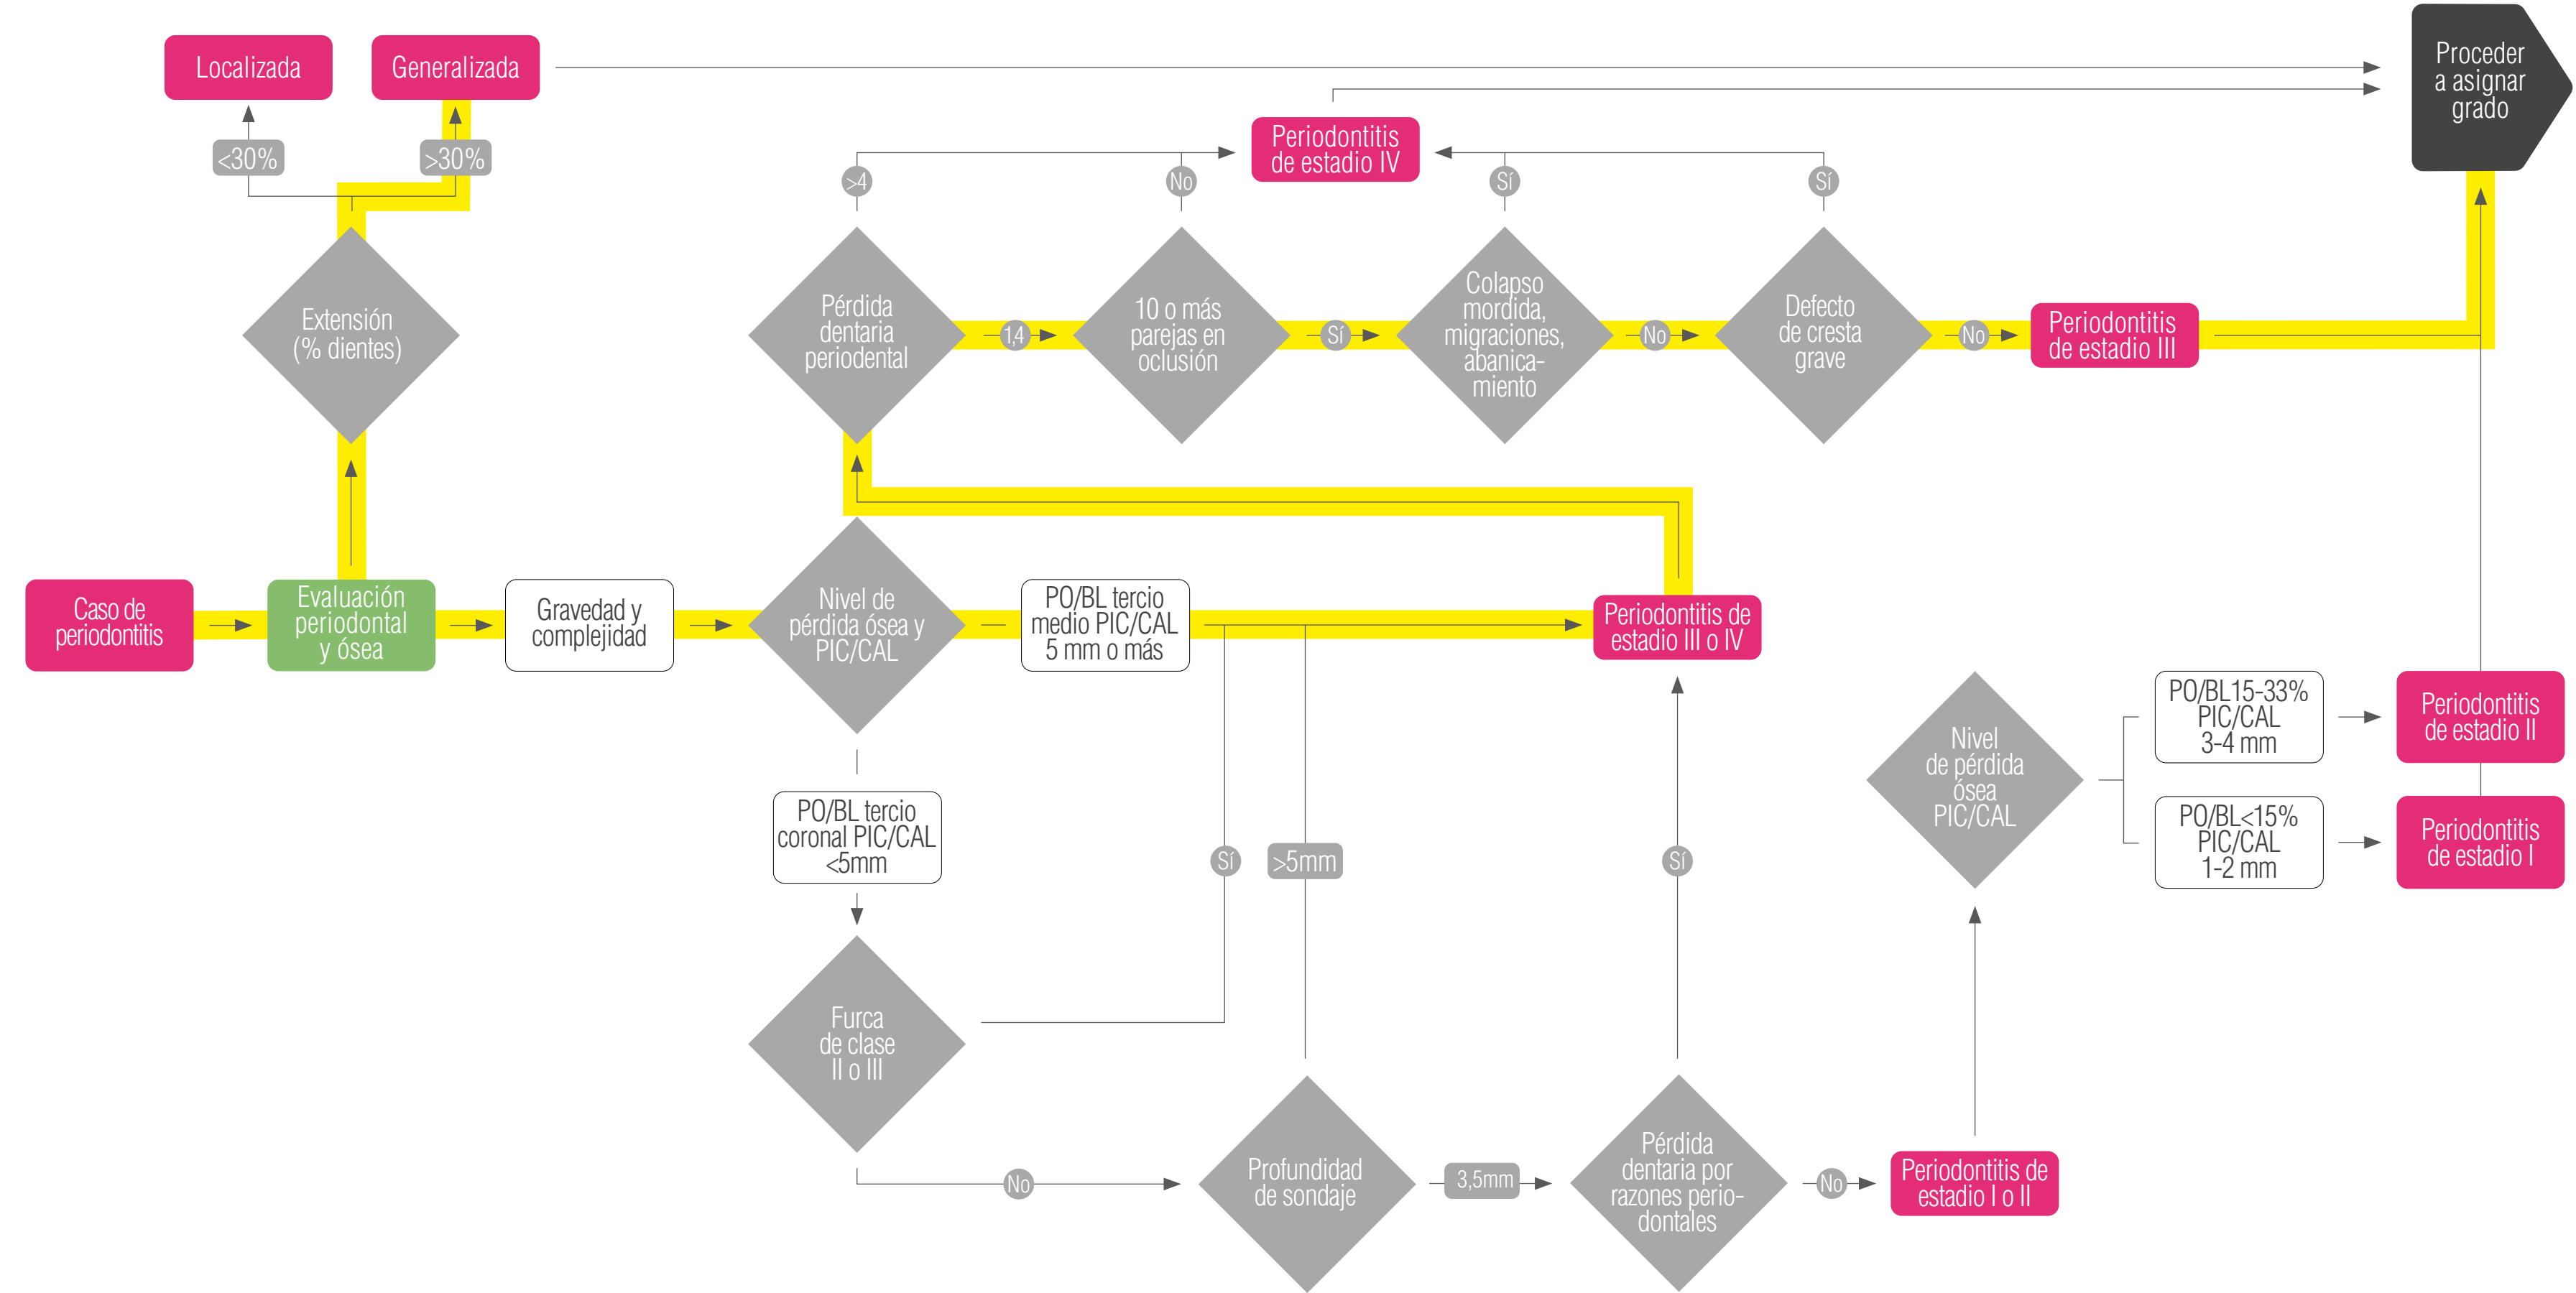 Localizada
Generalizada
Proceder
a asignar
grado
<30%
>30%
Periodontitis
de estadio IV
>4
No
Sí
Sí
Extensión
(% dientes)
Pérdida
dentaria
periodental
1,4
10 o más
parejas en
oclusión
Sí
Colapso
mordida,
migraciones,
abanica-
miento
No
Defecto
de cresta
grave
No
Periodontitis
de estadio III
Caso de
periodontitis
Evaluación
periodontal
y ósea
Gravedad y
complejidad
Nivel de
pérdida ósea y
PIC/CAL
PO/BL tercio
medio PIC/CAL
5 mm o más
Periodontitis de
estadio III o IV
PO/BL tercio
coronal PIC/CAL
<5mm
Sí
>5mm
Sí
Nivel
de pérdida
ósea
PIC/CAL
PO/BL15-33%
PIC/CAL
3-4 mm
Periodontitis
de estadio II
PO/BL<15%
PIC/CAL
1-2 mm
Periodontitis
de estadio I
Furca
de clase
II o III
No
Profundidad
de sondaje
3,5mm
Pérdida
dentaria por
razones perio-
dontales
No
Periodontitis de
estadio I o II